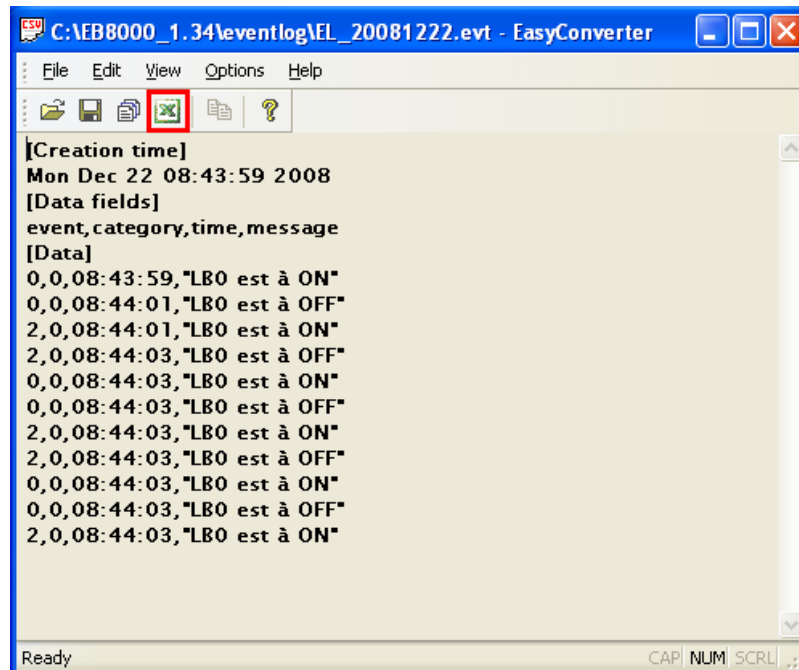 C:\EB8000_1.34\eventlog\EL_20081222.evt - EasyConverter
File Edit View Options Help
[Creation time]
Mon Dec 22 08:43:59 2008
[Data fields]
event,category,time,message
[Data]
0,0,08:43:59,"LB0 est à ON"
0,0,08:44:01,"LB0 est à OFF"
2,0,08:44:01,"LB0 est à ON"
2,0,08:44:03,"LB0 est à OFF"
0,0,08:44:03,"LB0 est à ON"
0,0,08:44:03,"LB0 est à OFF"
2,0,08:44:03,"LB0 est à ON"
2,0,08:44:03,"LB0 est à OFF"
0,0,08:44:03,"LB0 est à ON"
0,0,08:44:03,"LB0 est à OFF"
2,0,08:44:03,"LB0 est à ON"
Ready CAP NUM SCRL